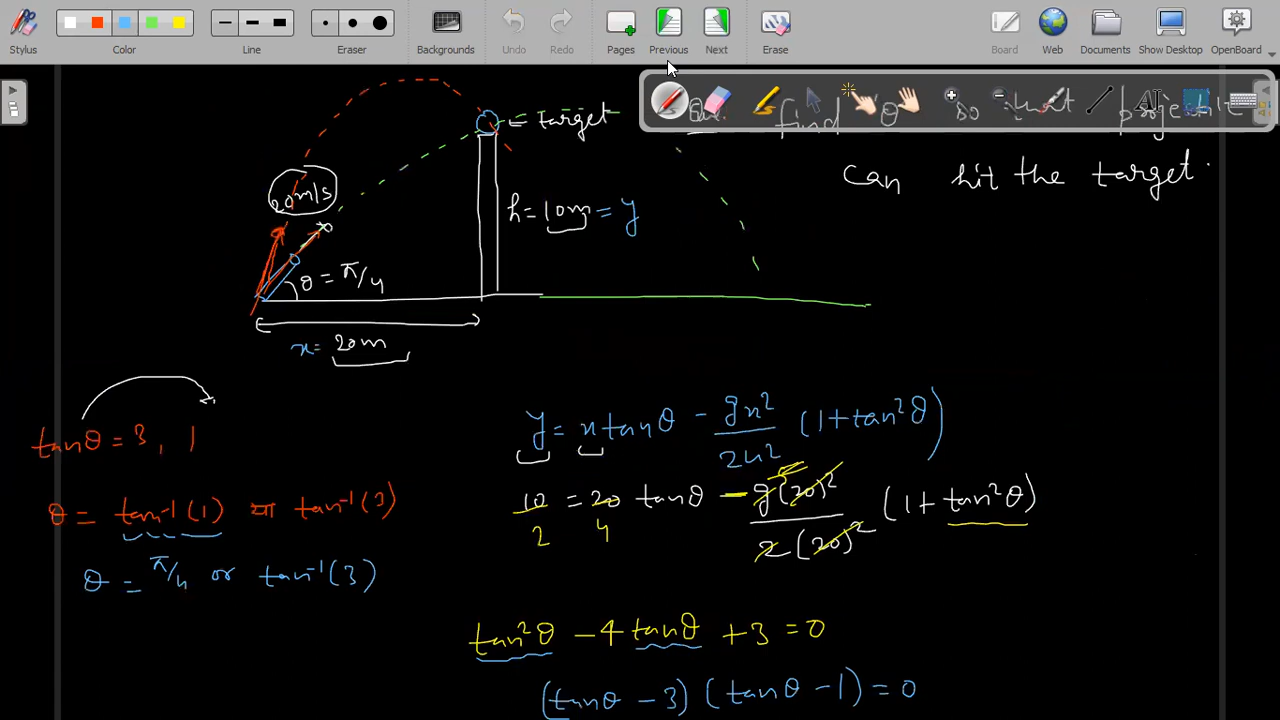 Stylus Color Line Eraser Backgrounds Undo Redo Pages Previous Next Erase Board Web Documents Show Desktop OpenBoard
find θ so that
can hit the target.
← target
20m/s
h = 10m = y
θ = π/4
x = 20m
tanθ = 3, 1
y = x tanθ - gx²/2u² (1 + tan²θ)
10 = 20 tanθ - g(20)²/2(20)² (1 + tan²θ)
2 4
θ = tan⁻¹(1) या tan⁻¹(3)
θ = π/4 or tan⁻¹(3)
tan²θ - 4 tanθ + 3 = 0
(tanθ - 3) (tanθ - 1) = 0